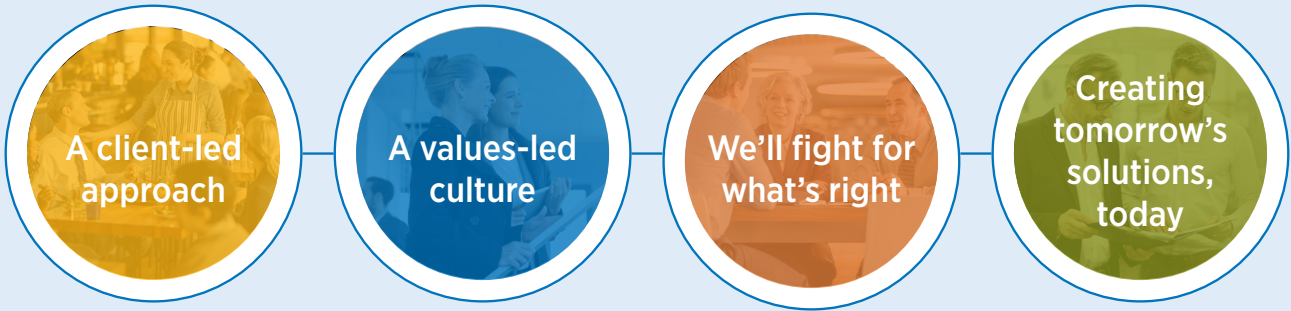 A client-led
approach
A values-led
culture
We'll fight for
what's right
Creating
tomorrow's
solutions,
today